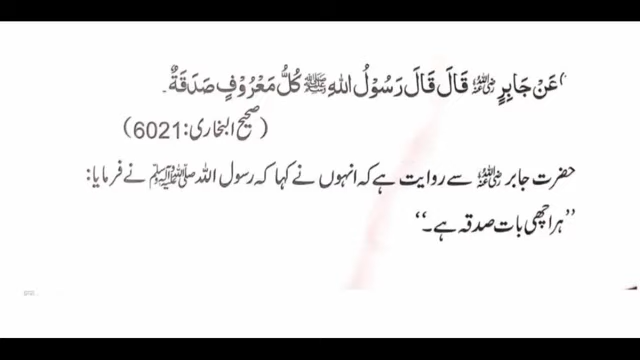 عَنْ جَابِرٍ رضی اللہ عنہ قَالَ قَالَ رَسُوْلُ اللهِ ﷺ كُلُّ مَعْرُوْفٍ صَدَقَةٌ۔
(صحیح البخاری: 6021)
حضرت جابر رضی اللہ عنہ سے روایت ہے کہ انہوں نے کہا کہ رسول اللہ ﷺ نے فرمایا:
”ہر اچھی بات صدقہ ہے۔“